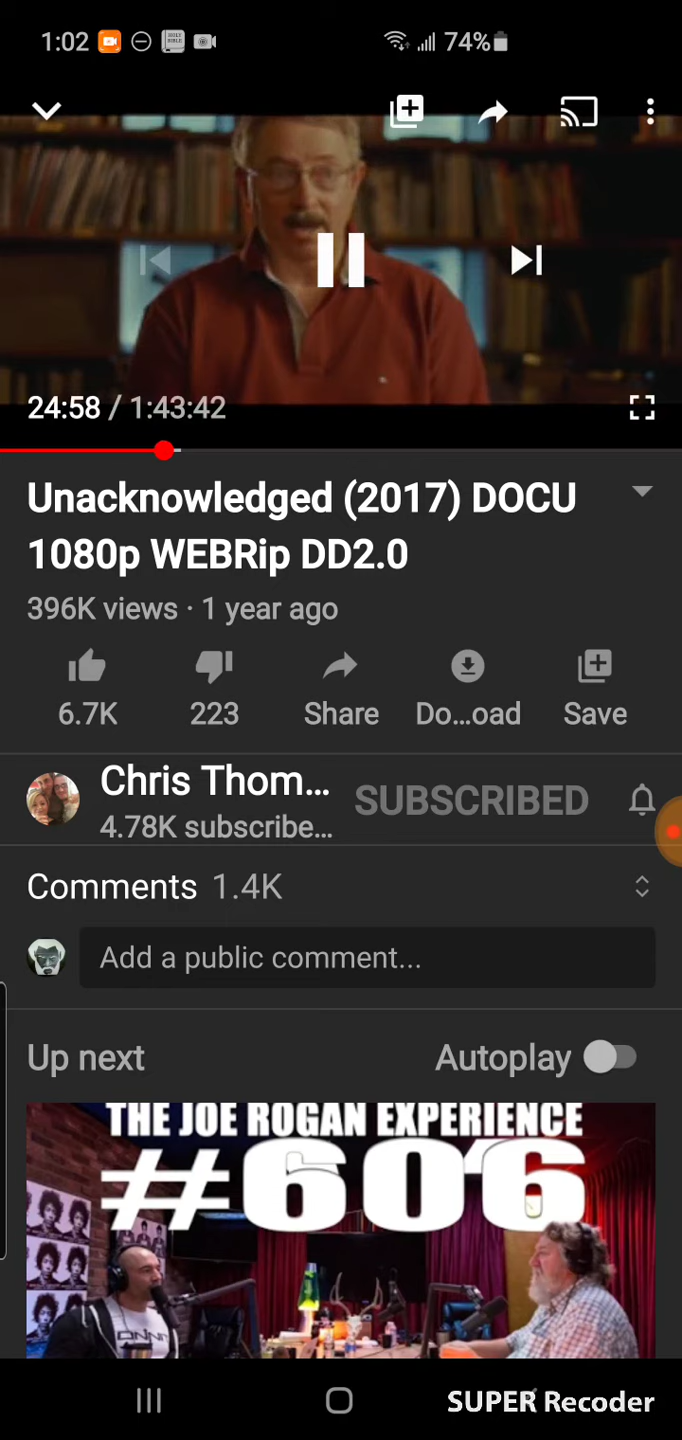 1:02 74%
24:58 / 1:43:42
Unacknowledged (2017) DOCU
1080p WEBRip DD2.0
396K views · 1 year ago
6.7K 223 Share Do...oad Save
Chris Thom... SUBSCRIBED
4.78K subscribe...
Comments 1.4K
Add a public comment...
Up next Autoplay
THE JOE ROGAN EXPERIENCE
#606
ONNIT
SUPER Recoder